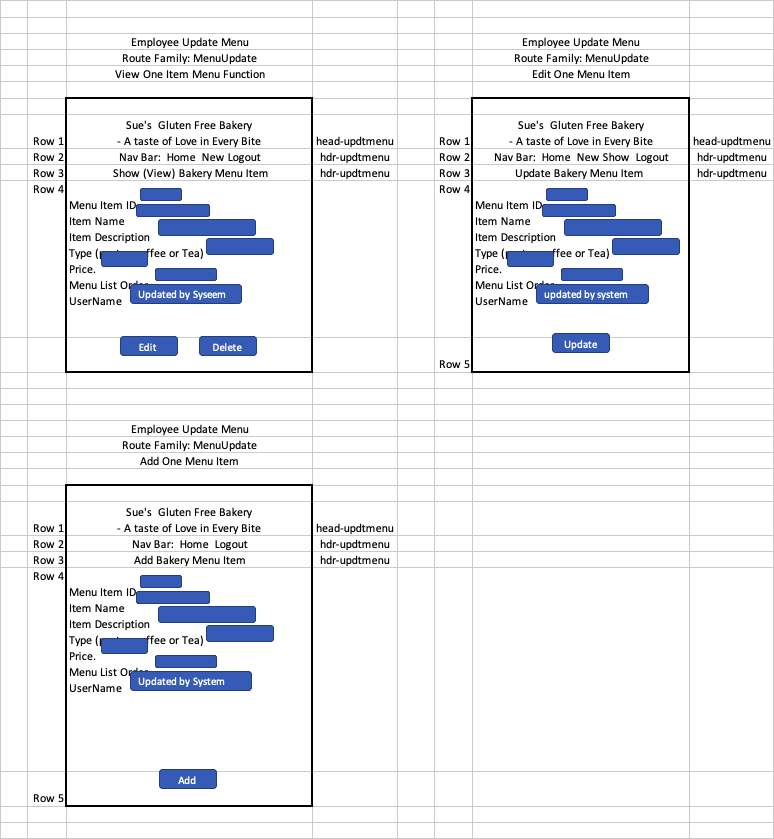 Employee Update Menu
Route Family: MenuUpdate
View One Item Menu Function
Sue's Gluten Free Bakery
Row 1 - A taste of Love in Every Bite head-updtmenu
Row 2 Nav Bar: Home New Logout hdr-updtmenu
Row 3 Show (View) Bakery Menu Item hdr-updtmenu
Row 4
Menu Item ID
Item Name
Item Description
Type ffee or Tea)
Price.
Menu List
UserName Updated by Syseem
Edit Delete
Employee Update Menu
Route Family: MenuUpdate
Edit One Menu Item
Sue's Gluten Free Bakery
Row 1 - A taste of Love in Every Bite head-updtmenu
Row 2 Nav Bar: Home New Show Logout hdr-updtmenu
Row 3 Update Bakery Menu Item hdr-updtmenu
Row 4
Menu Item ID
Item Name
Item Description
Type ffee or Tea)
Price.
Menu List
UserName updated by system
Update
Row 5
Employee Update Menu
Route Family: MenuUpdate
Add One Menu Item
Sue's Gluten Free Bakery
Row 1 - A taste of Love in Every Bite head-updtmenu
Row 2 Nav Bar: Home Logout hdr-updtmenu
Row 3 Add Bakery Menu Item hdr-updtmenu
Row 4
Menu Item ID
Item Name
Item Description
Type ffee or Tea)
Price.
Menu List
UserName Updated by System
Add
Row 5